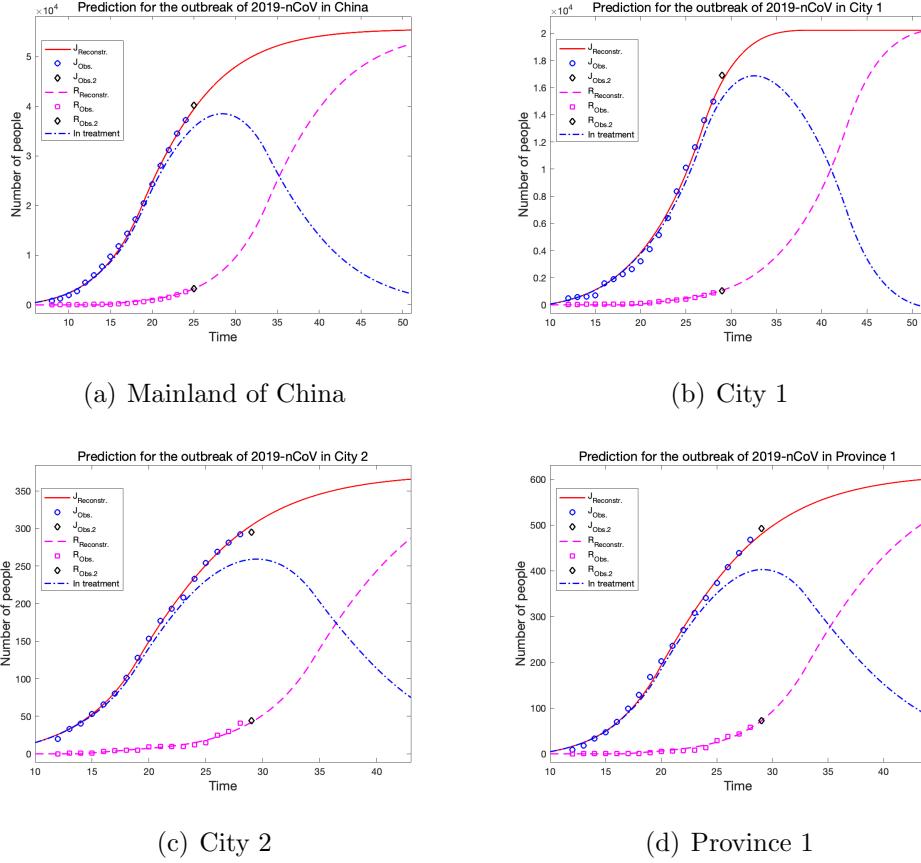 Prediction for the outbreak of 2019-nCoV in China
×10⁴
Number of people
5
4
3
2
1
0
J_Reconstr.
J_Obs.
J_Obs.2
R_Reconstr.
R_Obs.
R_Obs.2
In treatment
10 15 20 25 30 35 40 45 50
Time
(a) Mainland of China
Prediction for the outbreak of 2019-nCoV in City 1
×10⁴
Number of people
2
1.8
1.6
1.4
1.2
1
0.8
0.6
0.4
0.2
0
J_Reconstr.
J_Obs.
J_Obs.2
R_Reconstr.
R_Obs.
R_Obs.2
In treatment
10 15 20 25 30 35 40 45 50
Time
(b) City 1
Prediction for the outbreak of 2019-nCoV in City 2
Number of people
350
300
250
200
150
100
50
0
J_Reconstr.
J_Obs.
J_Obs.2
R_Reconstr.
R_Obs.
R_Obs.2
In treatment
10 15 20 25 30 35 40
Time
(c) City 2
Prediction for the outbreak of 2019-nCoV in Province 1
Number of people
600
500
400
300
200
100
0
J_Reconstr.
J_Obs.
J_Obs.2
R_Reconstr.
R_Obs.
R_Obs.2
In treatment
10 15 20 25 30 35 40
Time
(d) Province 1